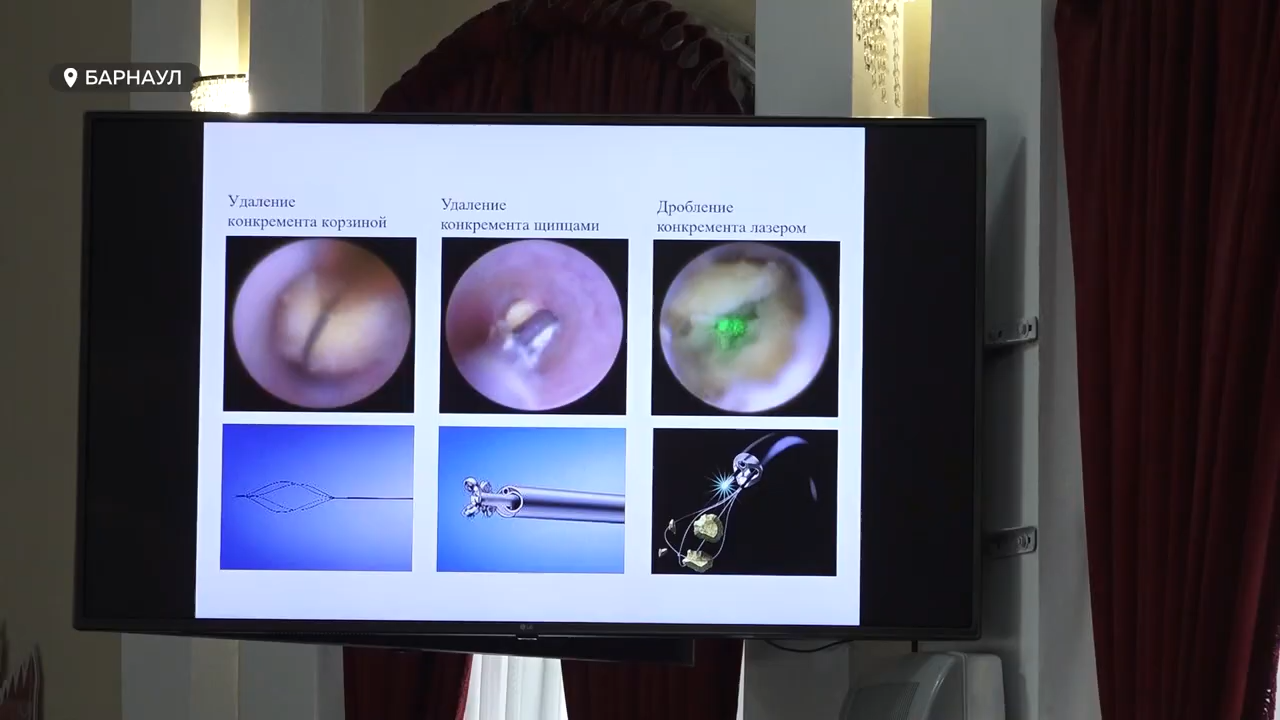 БАРНАУЛ
Удаление
конкремента корзиной
Удаление
конкремента щипцами
Дробление
конкремента лазером
LG